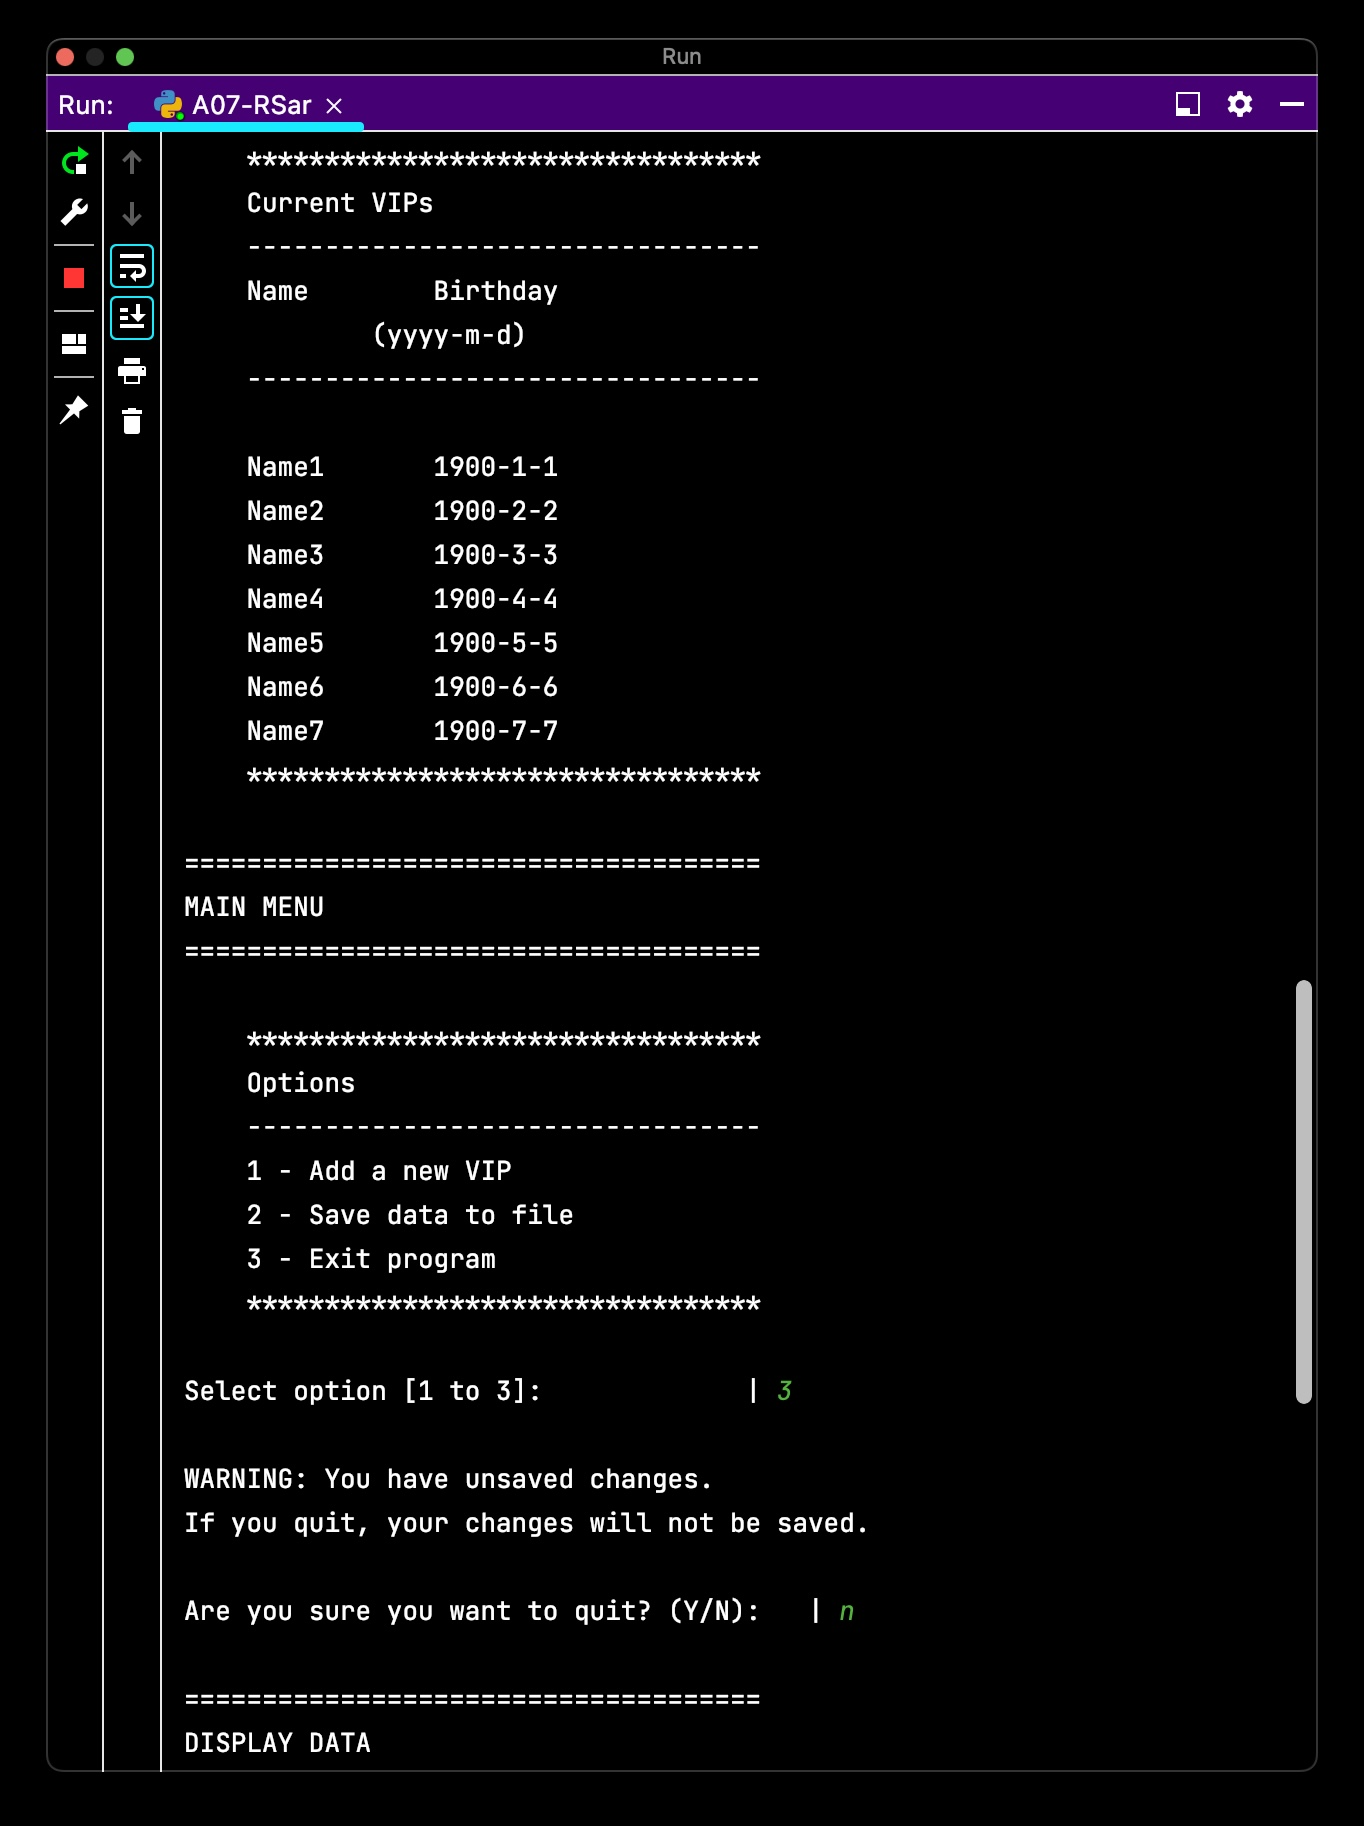 Run
Run: A07-RSar
*********************************
Current VIPs
---------------------------------
Name        Birthday
        (yyyy-m-d)
---------------------------------
Name1       1900-1-1
Name2       1900-2-2
Name3       1900-3-3
Name4       1900-4-4
Name5       1900-5-5
Name6       1900-6-6
Name7       1900-7-7
*********************************
=====================================
MAIN MENU
=====================================
*********************************
Options
---------------------------------
1 - Add a new VIP
2 - Save data to file
3 - Exit program
*********************************
Select option [1 to 3]:             | 3
WARNING: You have unsaved changes.
If you quit, your changes will not be saved.
Are you sure you want to quit? (Y/N):   | n
=====================================
DISPLAY DATA